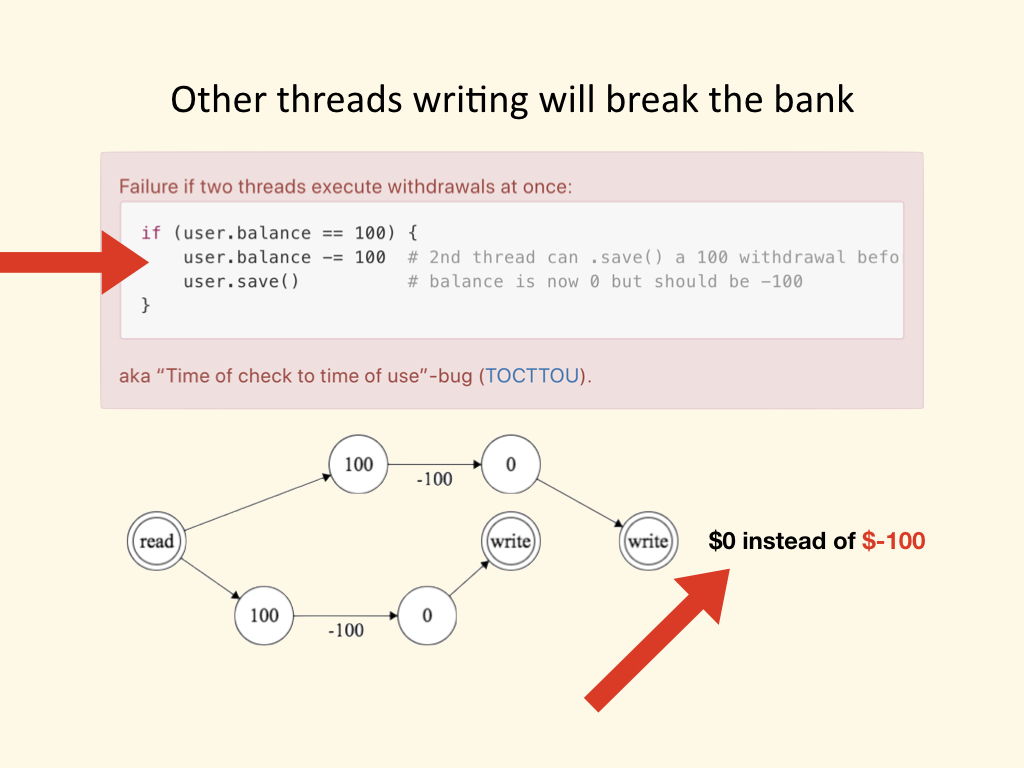 Other threads writing will break the bank
Failure if two threads execute withdrawals at once:
if (user.balance == 100) {
    user.balance -= 100  # 2nd thread can .save() a 100 withdrawal befo
    user.save()          # balance is now 0 but should be -100
}
aka “Time of check to time of use”-bug (TOCTTOU).
100
-100
0
read
write
write
$0 instead of $-100
100
-100
0